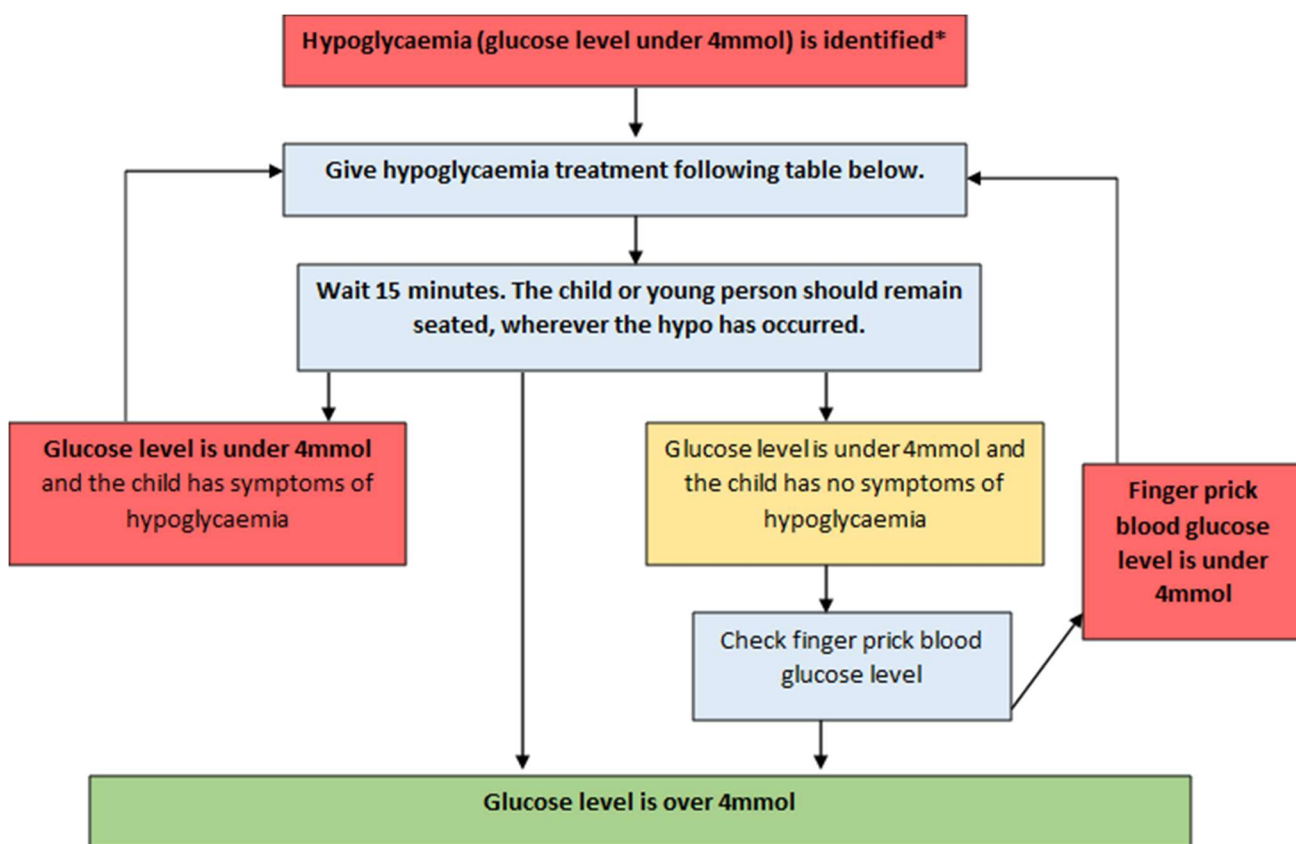 Hypoglycaemia (glucose level under 4mmol) is identified*
Give hypoglycaemia treatment following table below.
Wait 15 minutes. The child or young person should remain
seated, wherever the hypo has occurred.
Glucose level is under 4mmol
and the child has symptoms of
hypoglycaemia
Glucose level is under 4mmol and
the child has no symptoms of
hypoglycaemia
Finger prick
blood glucose
level is under
4mmol
Check finger prick blood
glucose level
Glucose level is over 4mmol